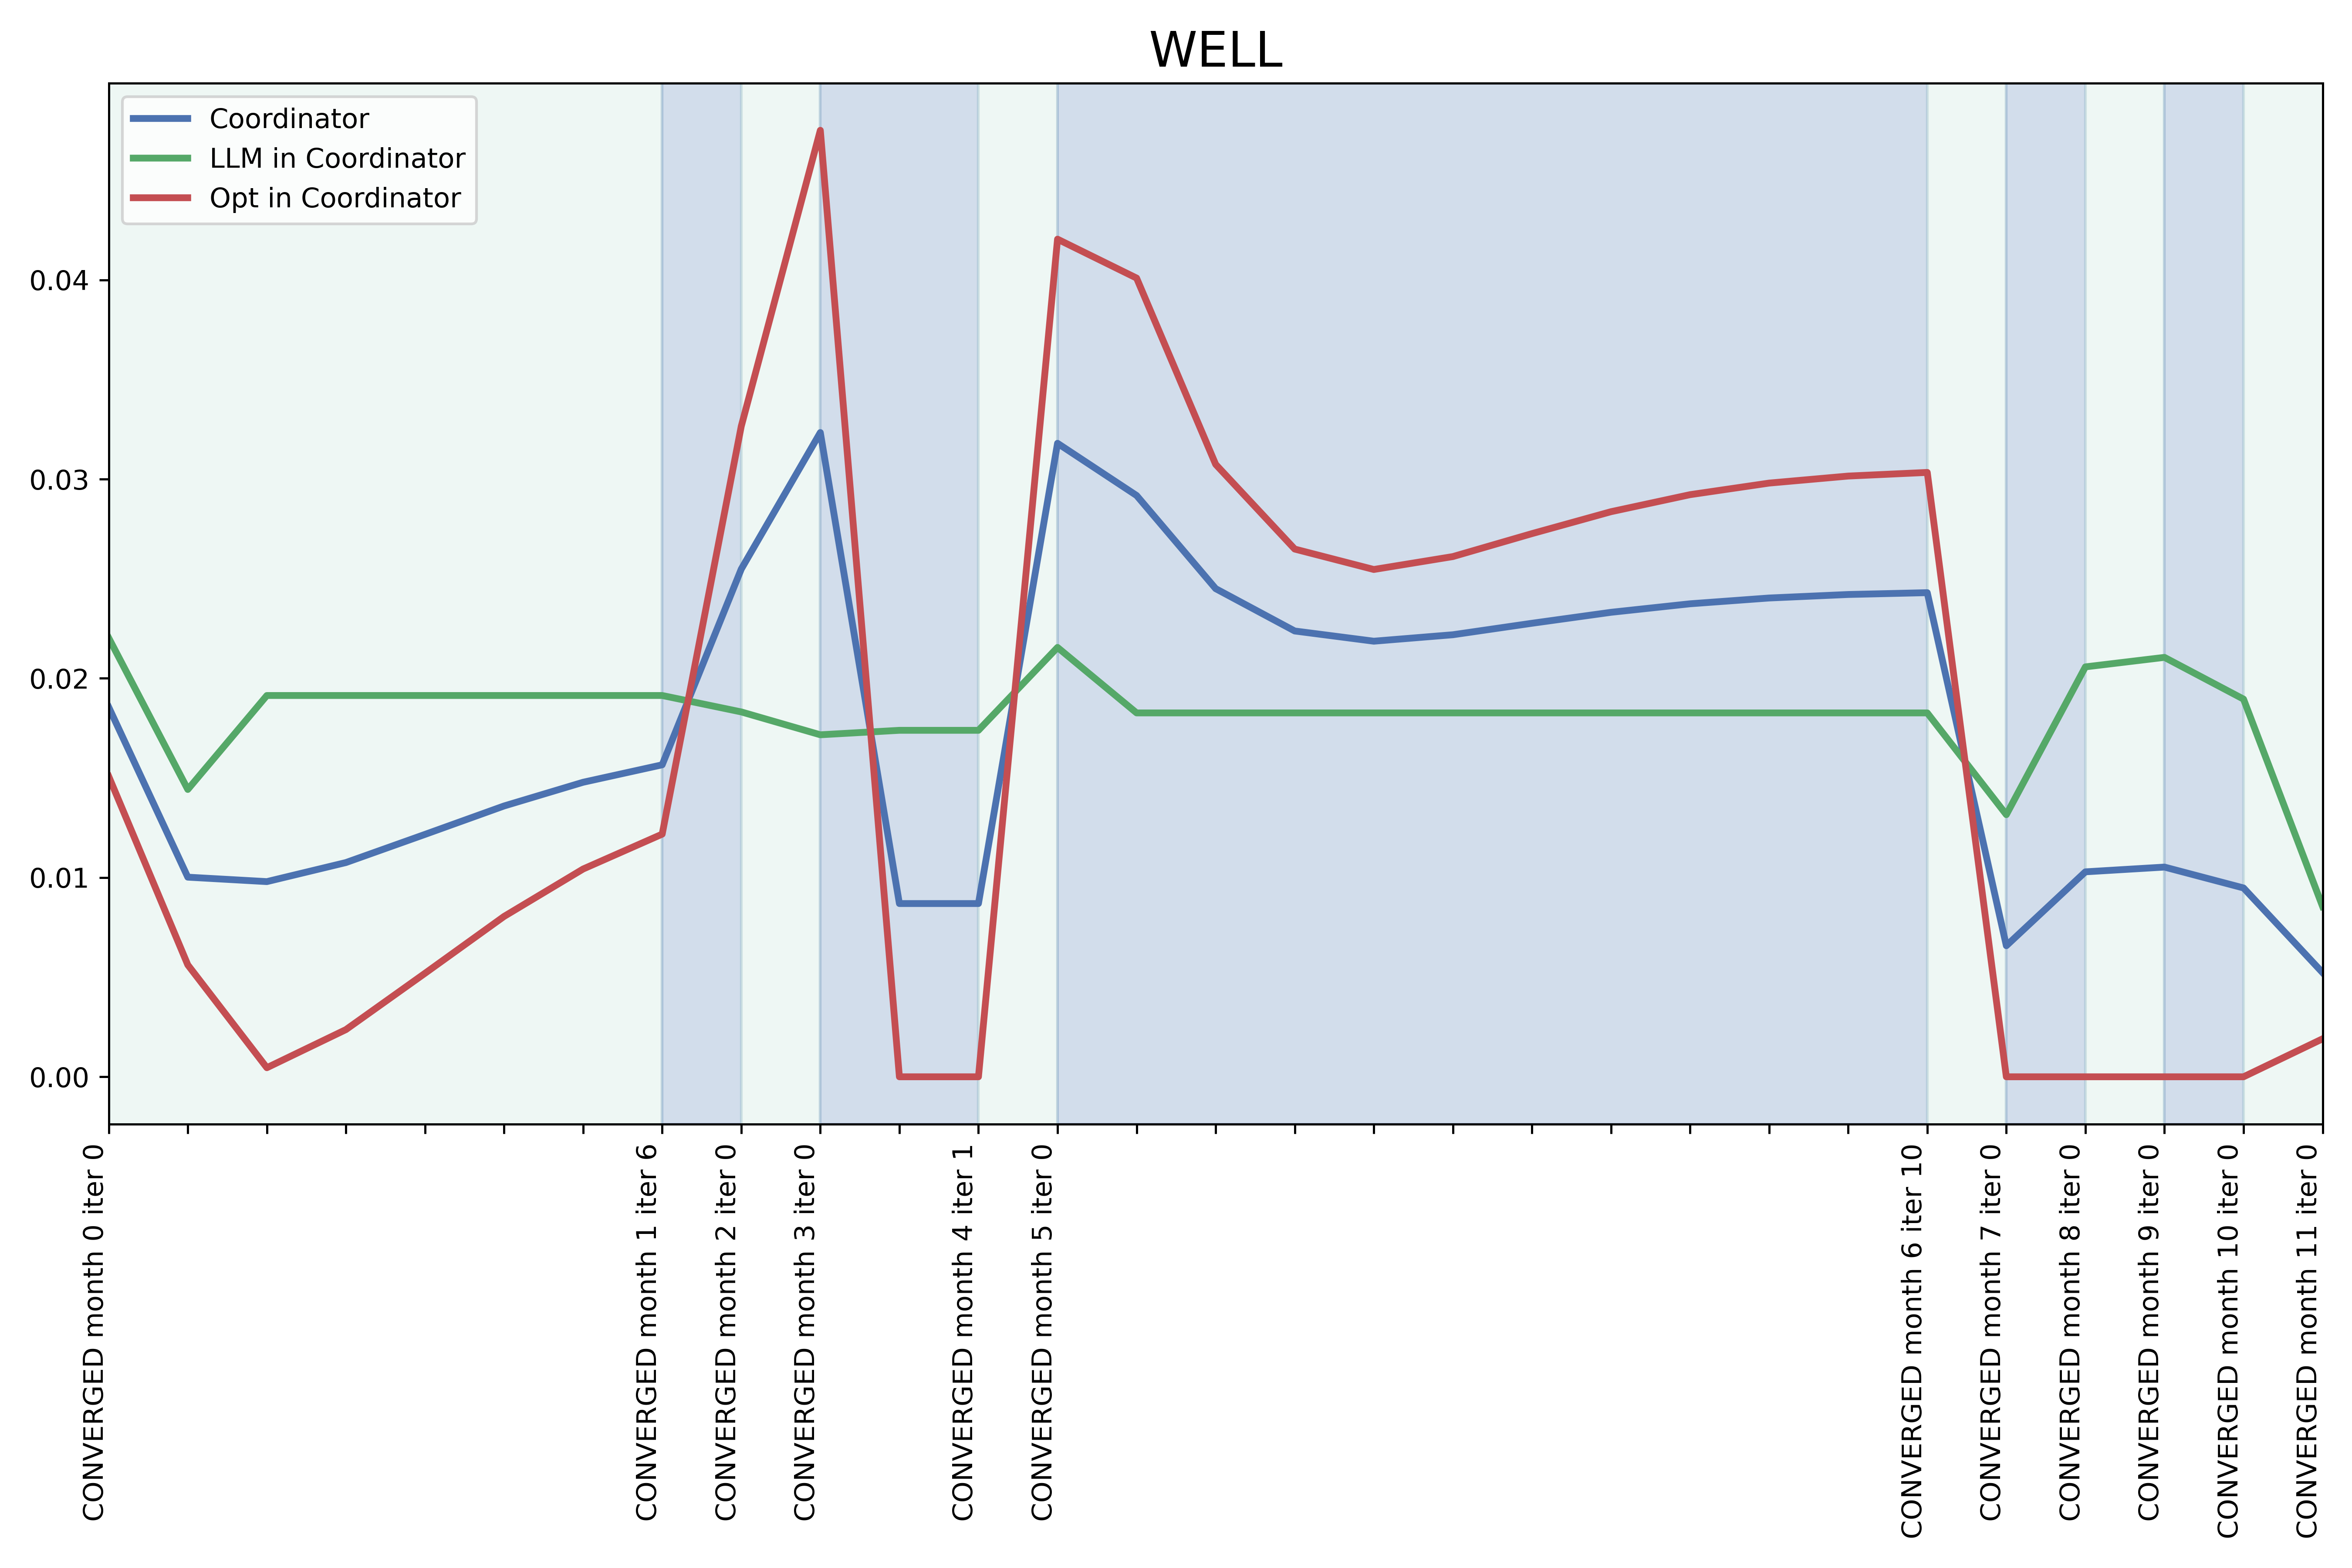 WELL
Coordinator
LLM in Coordinator
Opt in Coordinator
0.04
0.03
0.02
0.01
0.00
CONVERGED month 0 iter 0
CONVERGED month 1 iter 6
CONVERGED month 2 iter 0
CONVERGED month 3 iter 0
CONVERGED month 4 iter 1
CONVERGED month 5 iter 0
CONVERGED month 6 iter 10
CONVERGED month 7 iter 0
CONVERGED month 8 iter 0
CONVERGED month 9 iter 0
CONVERGED month 10 iter 0
CONVERGED month 11 iter 0